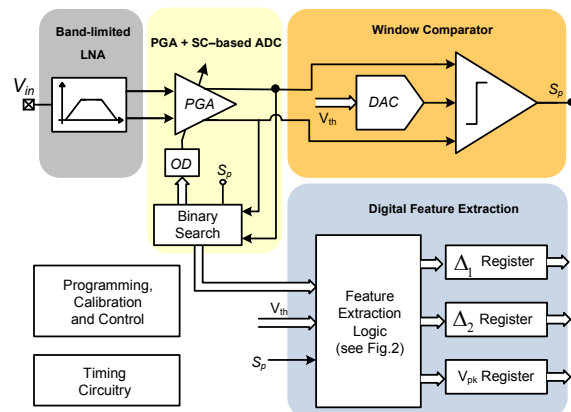 Band-limited
LNA
PGA + SC–based ADC
Window Comparator
V_in
PGA
DAC
V_th
S_p
OD
S_p
Binary
Search
Digital Feature Extraction
Programming,
Calibration
and Control
Timing
Circuitry
V_th
S_p
Feature
Extraction
Logic
(see Fig.2)
Δ_1 Register
Δ_2 Register
V_pk Register